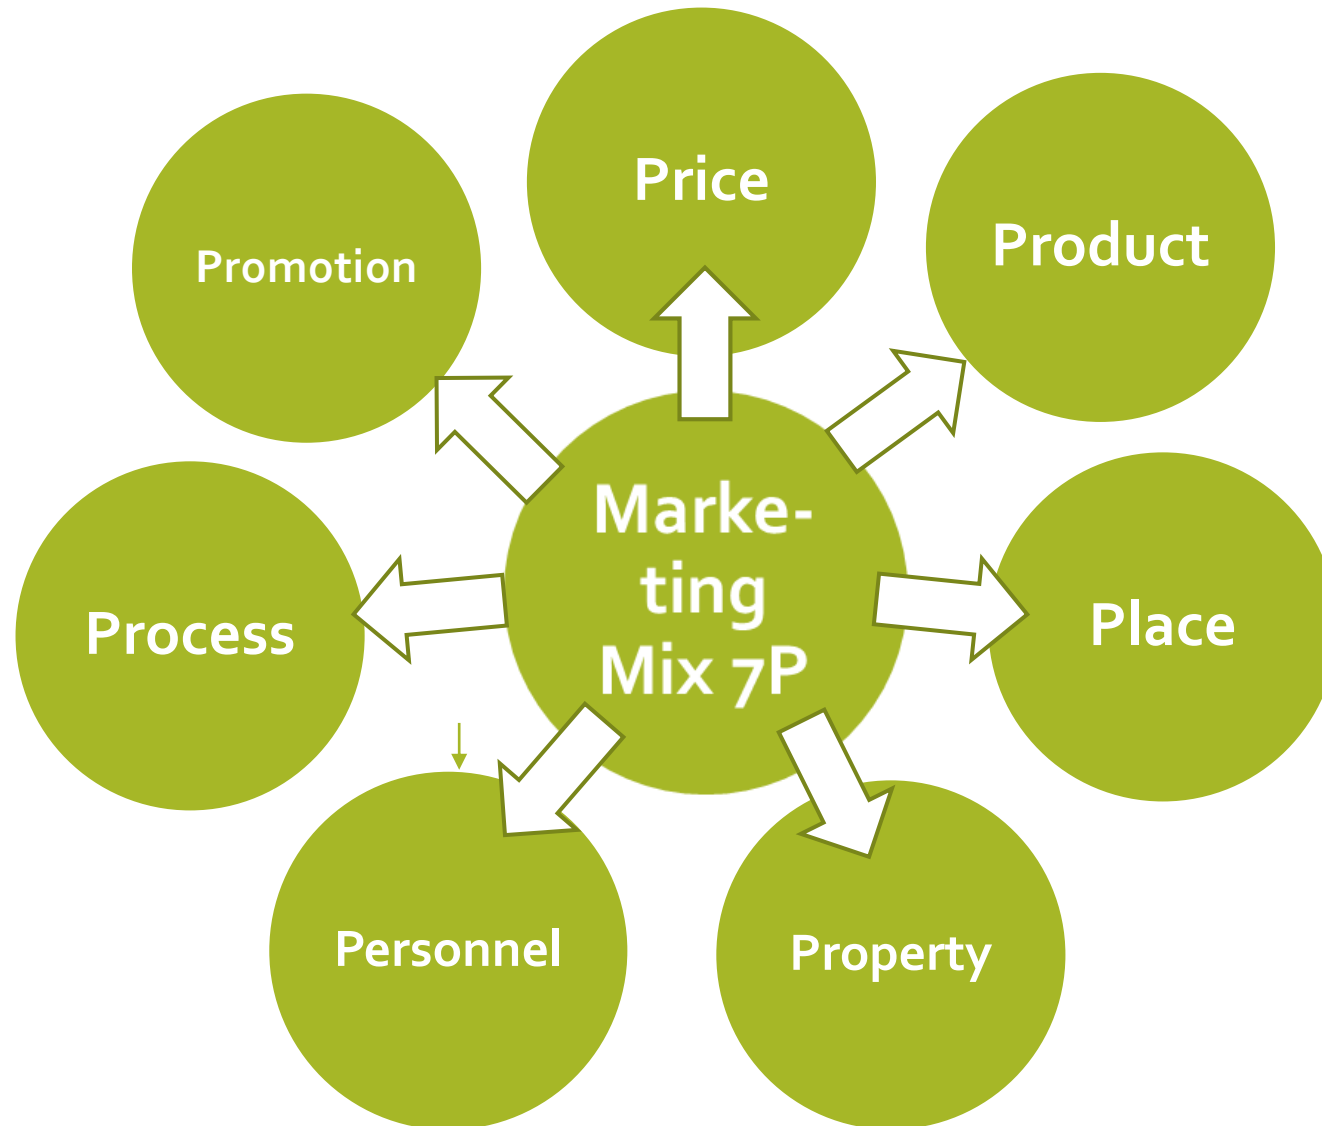 Price
Product
Promotion
Marke-
ting
Mix 7P
Place
Process
Personnel
Property